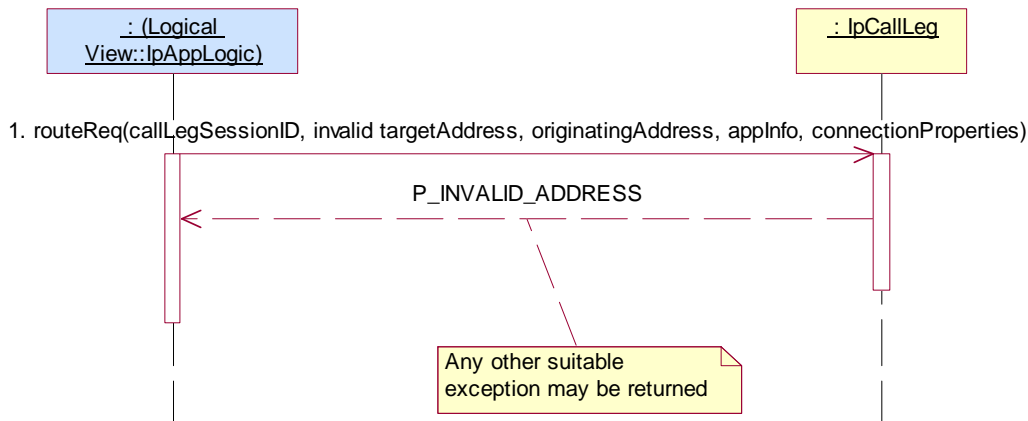 : (Logical
View::IpAppLogic)
: IpCallLeg
1. routeReq(callLegSessionID, invalid targetAddress, originatingAddress, appInfo, connectionProperties)
P_INVALID_ADDRESS
Any other suitable
exception may be returned